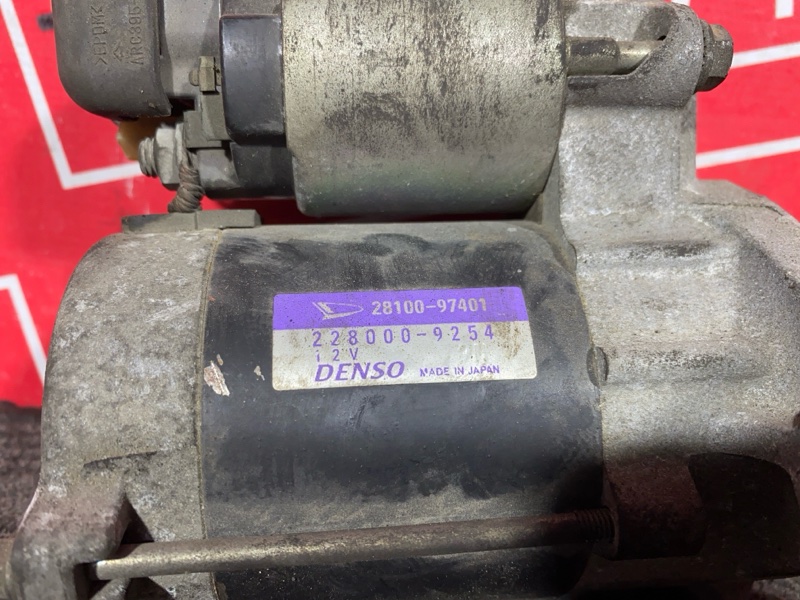 28100-97401
228000-9254
12V
DENSO MADE IN JAPAN